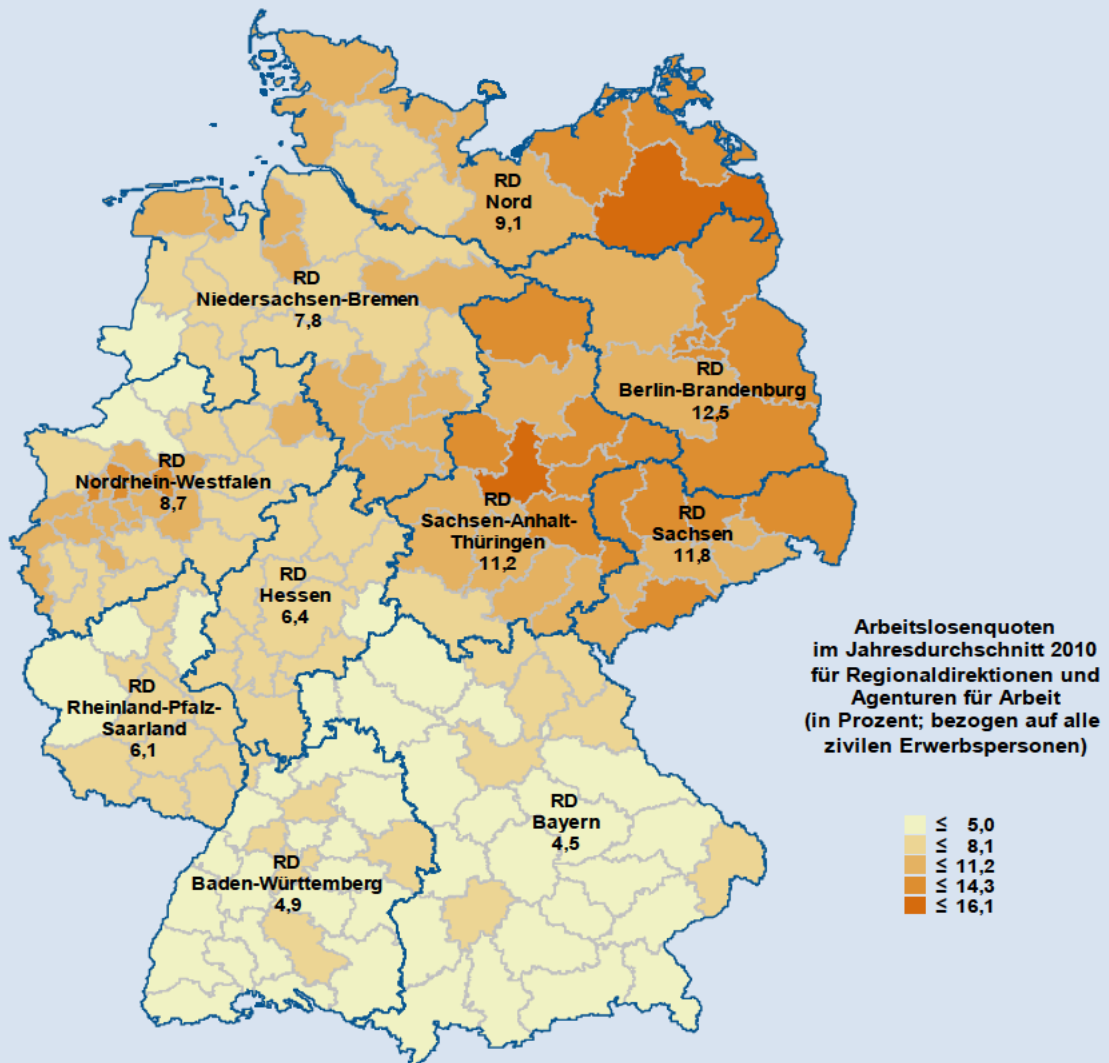 RD
Nord
9,1
RD
Niedersachsen-Bremen
7,8
RD
Berlin-Brandenburg
12,5
RD
Nordrhein-Westfalen
8,7
RD
Sachsen-Anhalt-
Thüringen
11,2
RD
Sachsen
11,8
RD
Hessen
6,4
RD
Rheinland-Pfalz-
Saarland
6,1
RD
Bayern
4,5
RD
Baden-Württemberg
4,9
Arbeitslosenquoten
im Jahresdurchschnitt 2010
für Regionaldirektionen und
Agenturen für Arbeit
(in Prozent; bezogen auf alle
zivilen Erwerbspersonen)
≤ 5,0
≤ 8,1
≤ 11,2
≤ 14,3
≤ 16,1